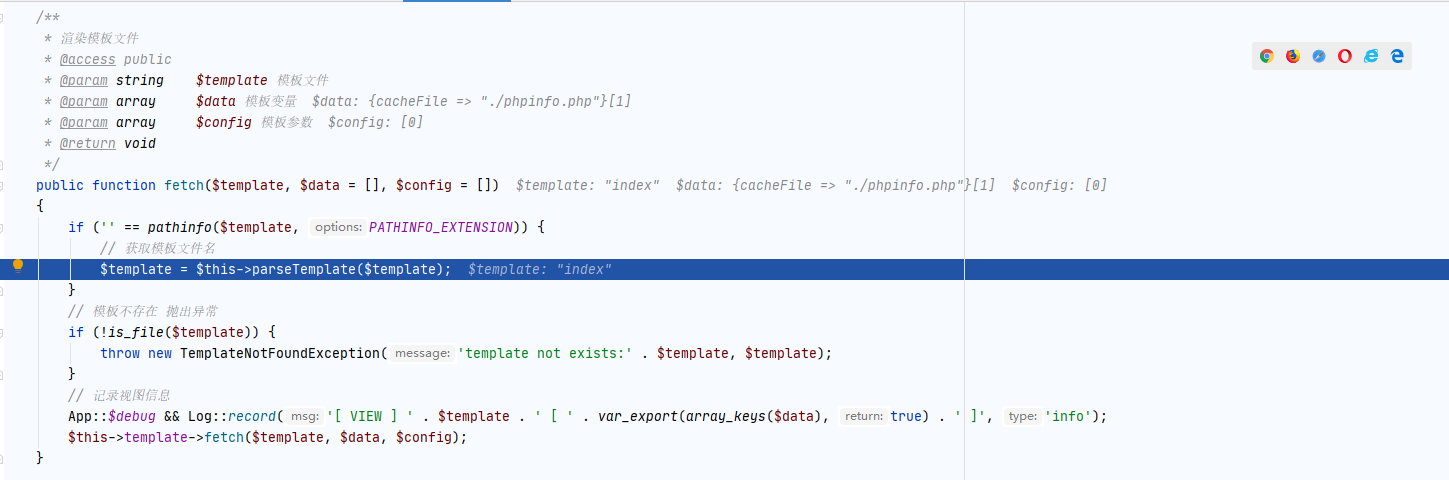 /**
 * 渲染模板文件
 * @access public
 * @param string    $template 模板文件
 * @param array     $data 模板变量  $data: {cacheFile => "./phpinfo.php"}[1]
 * @param array     $config 模板参数  $config: [0]
 * @return void
 */
public function fetch($template, $data = [], $config = [])  $template: "index"  $data: {cacheFile => "./phpinfo.php"}[1]  $config: [0]
{
    if ('' == pathinfo($template, options: PATHINFO_EXTENSION)) {
        // 获取模板文件名
        $template = $this->parseTemplate($template);  $template: "index"
    }
    // 模板不存在 抛出异常
    if (!is_file($template)) {
        throw new TemplateNotFoundException( message: 'template not exists:' . $template, $template);
    }
    // 记录视图信息
    App::$debug && Log::record( msg: '[ VIEW ] ' . $template . ' [ ' . var_export(array_keys($data), return: true) . ' ]', type: 'info');
    $this->template->fetch($template, $data, $config);
}